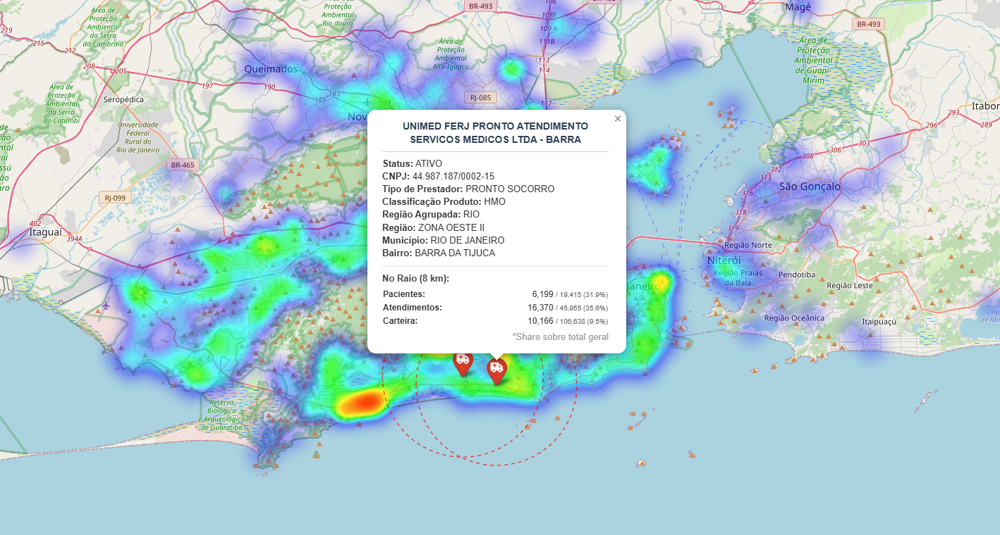 BR-493
Magé
BR-493
219
215
Área de
Proteção
Ambiental
da Serra
da Cambraia
Ambiental
Rio douro
106
108E
109 A
111B
212
208
205
Queimados
197
190
183
185
178
Área de
Proteção
Ambiental
Alto-Iguaçu
113
114
117
RJ-085
Área de
Proteção
Ambiental
de Guapi-
Mirim
Seropédica
Área de
Proteção
Ambiental
da Serra
do Catumbi
Universidade
Federal
Rural do
Rio de Janeiro
Nov
Itabor
293
296
289
303
306
308
312
316
318
319
São Gonçalo
BR-465
RJ-099
402
Itaguaí
394A
UNIMED FERJ PRONTO ATENDIMENTO
SERVICOS MEDICOS LTDA - BARRA
×
Status: ATIVO
CNPJ: 44.987.187/0002-15
Tipo de Prestador: PRONTO SOCORRO
Classificação Produto: HMO
Região Agrupada: RIO
Região: ZONA OESTE II
Município: RIO DE JANEIRO
Bairro: BARRA DA TIJUCA
No Raio (8 km):
Pacientes: 6,199 / 19,415 (31.9%)
Atendimentos: 16,370 / 45,955 (35.6%)
Carteira: 10,166 / 106,638 (9.5%)
*Share sobre total geral
Janeiro
Região Norte
Niterói
Região Praias
da Baía
Pendotiba
Região Leste
Região Oceânica
Itaipuaçú
Reserva
Biológica
e Arqueológica
de Guaratiba